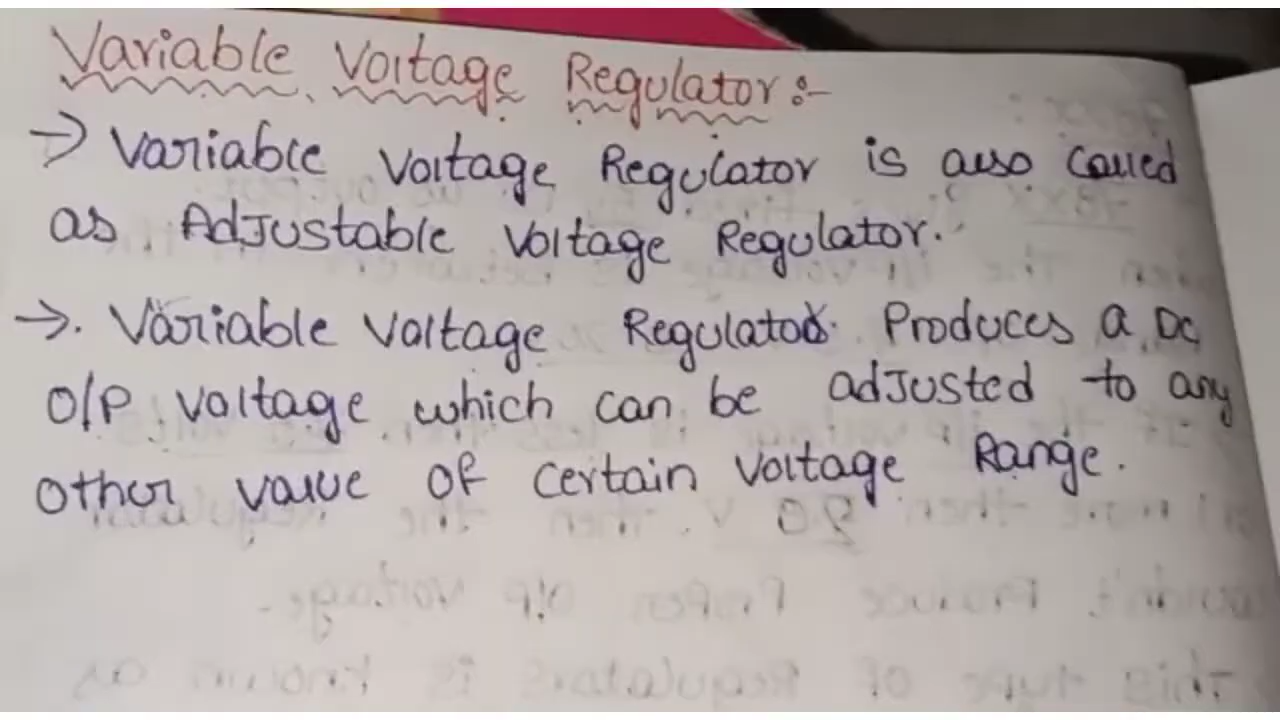 Variable Voltage Regulator :-
→ Variable Voltage Regulator is also called
as Adjustable Voltage Regulator.
→. Variable Voltage Regulator. Produces a DC
O/P Voltage which can be adjusted to any
other value of certain Voltage Range.